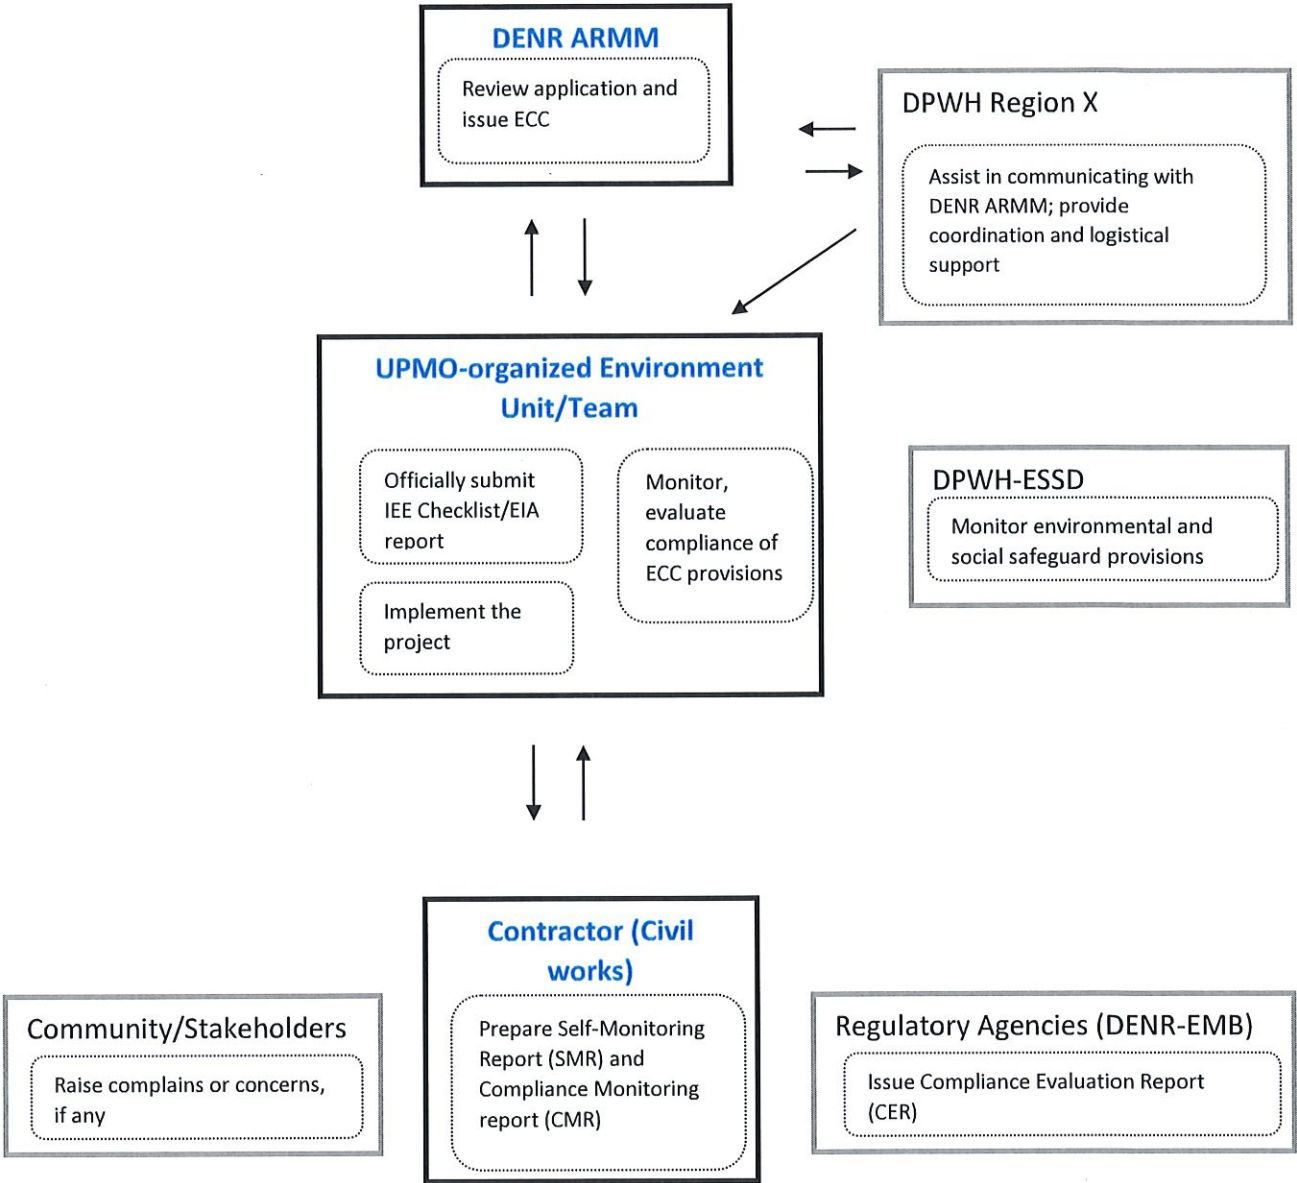 DENR ARMM
Review application and
issue ECC
DPWH Region X
Assist in communicating with
DENR ARMM; provide
coordination and logistical
support
UPMO-organized Environment
Unit/Team
Officially submit
IEE Checklist/EIA
report
Implement the
project
Monitor,
evaluate
compliance of
ECC provisions
DPWH-ESSD
Monitor environmental and
social safeguard provisions
Contractor (Civil
works)
Prepare Self-Monitoring
Report (SMR) and
Compliance Monitoring
report (CMR)
Community/Stakeholders
Raise complains or concerns,
if any
Regulatory Agencies (DENR-EMB)
Issue Compliance Evaluation Report
(CER)